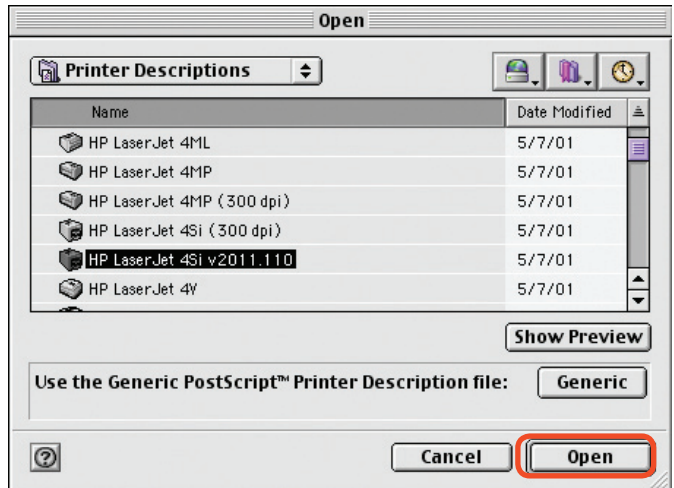 Open
Printer Descriptions
Name Date Modified
HP LaserJet 4ML 5/7/01
HP LaserJet 4MP 5/7/01
HP LaserJet 4MP (300 dpi) 5/7/01
HP LaserJet 4Si (300 dpi) 5/7/01
HP LaserJet 4Si v2011.110 5/7/01
HP LaserJet 4V 5/7/01
Show Preview
Use the Generic PostScript™ Printer Description file: Generic
? Cancel Open